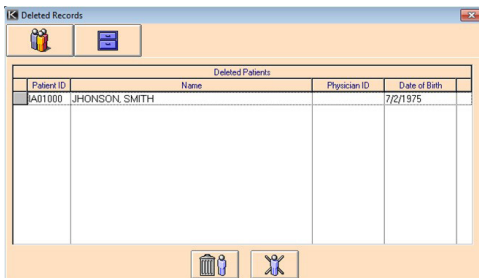 Deleted Records
Deleted Patients
Patient ID Name Physician ID Date of Birth
IA01000 JHONSON, SMITH 7/2/1975